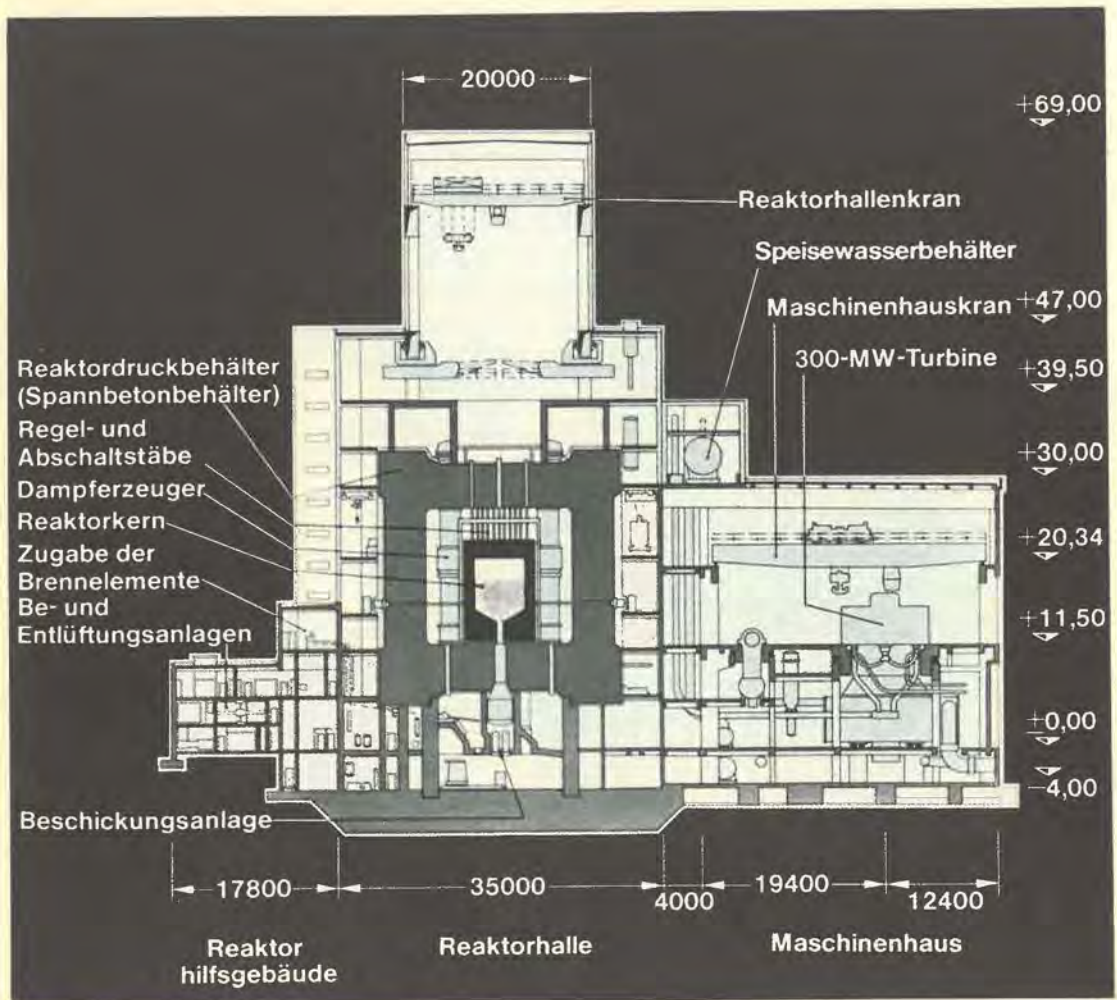 20000
+69,00
Reaktorhallenkran
Speisewasserbehälter
Maschinenhauskran
+47,00
300-MW-Turbine
+39,50
Reaktordruckbehälter
(Spannbetonbehälter)
Regel- und
Abschaltstäbe
Dampferzeuger
Reaktorkern
Zugabe der
Brennelemente
Be- und
Entlüftungsanlagen
+30,00
+20,34
+11,50
±0,00
−4,00
Beschickungsanlage
17800
35000
4000
19400
12400
Reaktor
hilfsgebäude
Reaktorhalle
Maschinenhaus